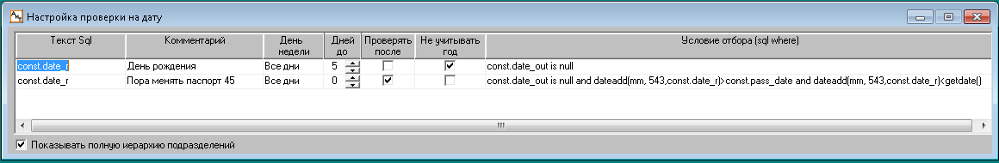 Настройка проверки на дату
Текст Sql Комментарий День недели Дней до Проверять после Не учитывать год Условие отбора (sql where)
const.date_r День рождения Все дни 5 const.date_out is null
const.date_r Пора менять паспорт 45 Все дни 0 const.date_out is null and dateadd(mm, 543,const.date_r)>const.pass_date and dateadd(mm, 543,const.date_r)<getdate()
Показывать полную иерархию подразделений